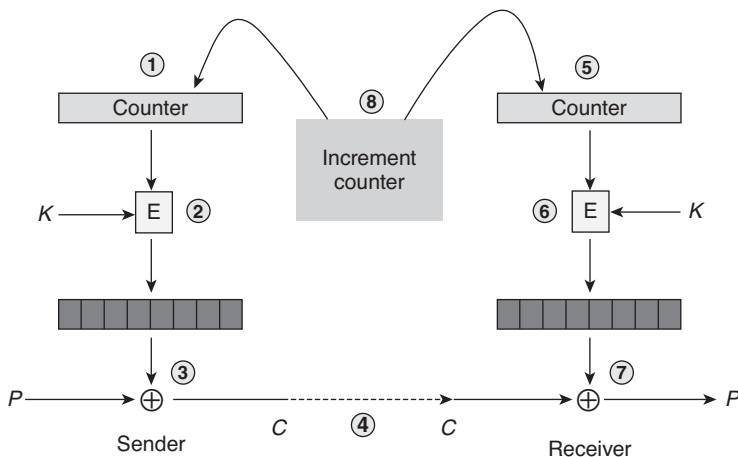 1
5
8
Counter
Counter
Increment
counter
K
E
2
6
E
K
3
7
P
P
C
4
C
Sender
Receiver